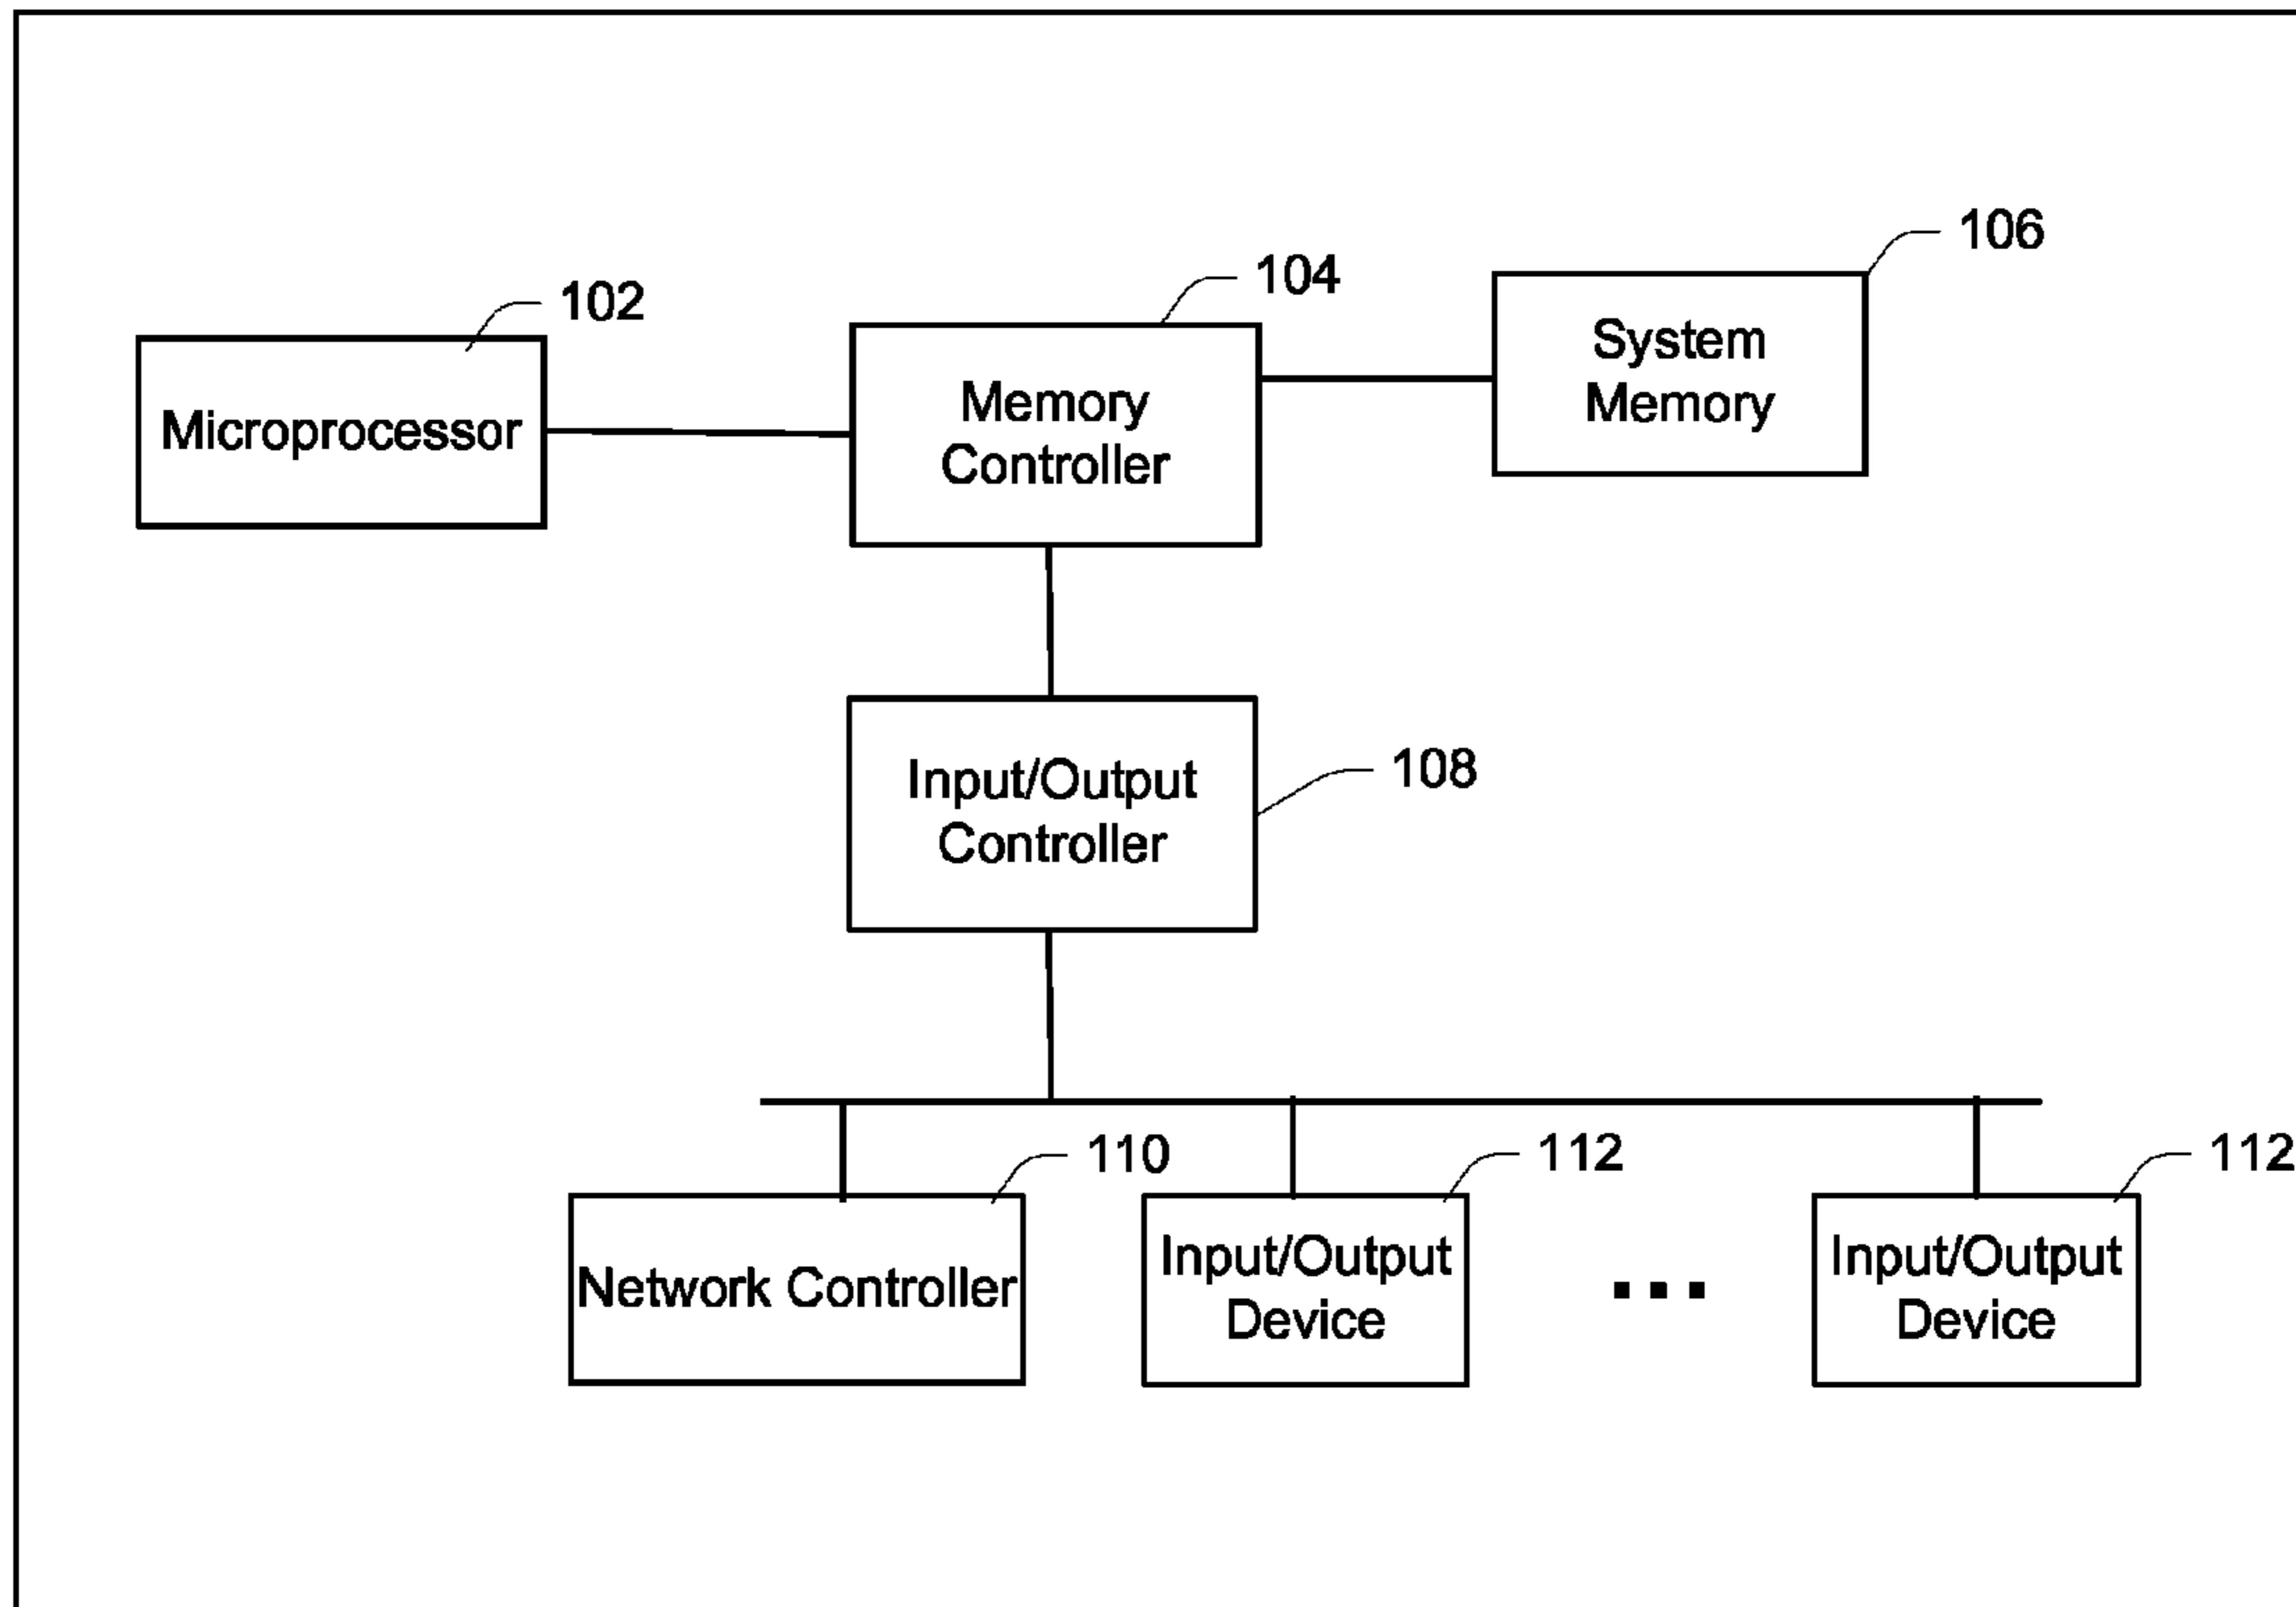 106
104
102
System
Memory
Memory
Controller
Microprocessor
108
Input/Output
Controller
110
112
112
Network Controller
Input/Output
Device
...
Input/Output
Device